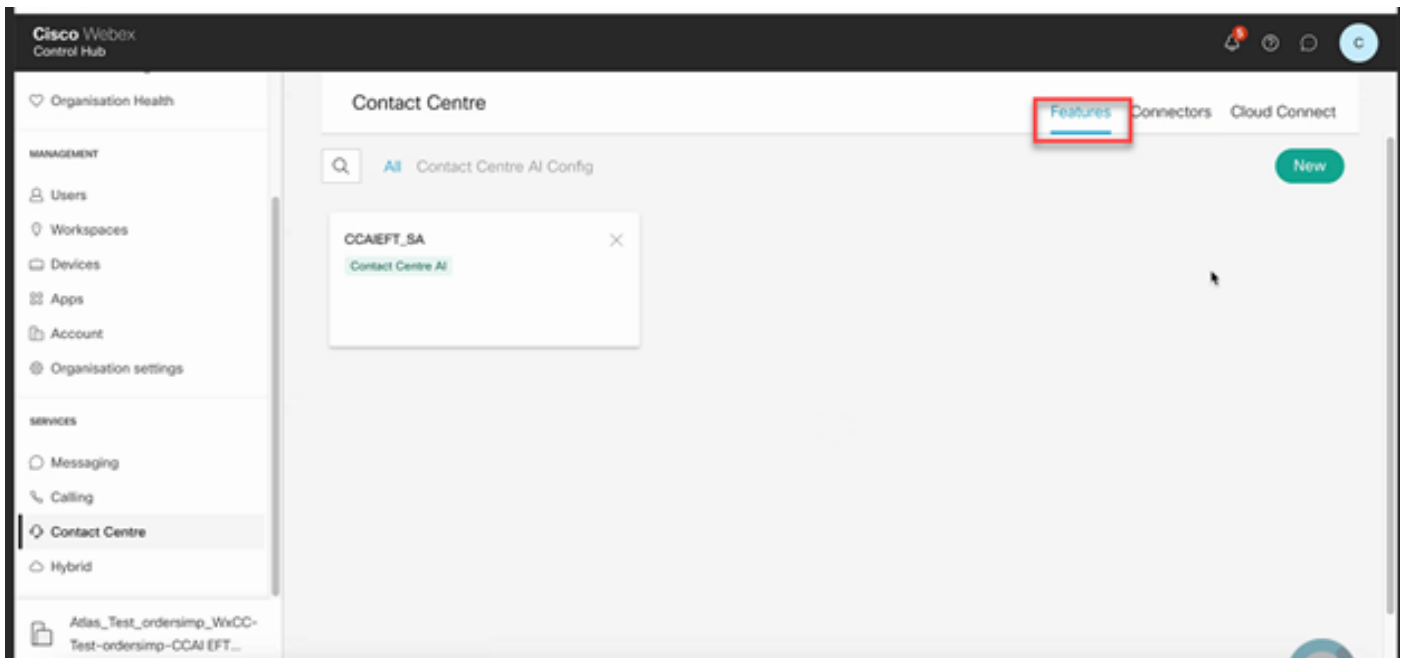 Cisco Webex
Control Hub
5
C
Organisation Health
MANAGEMENT
Users
Workspaces
Devices
Apps
Account
Organisation settings
SERVICES
Messaging
Calling
Contact Centre
Hybrid
Atlas_Test_ordersimp_WxCC-
Test-ordersimp-CCAI EFT...
Contact Centre
Features Connectors Cloud Connect
All Contact Centre AI Config
New
CCAIEFT_SA
Contact Centre AI